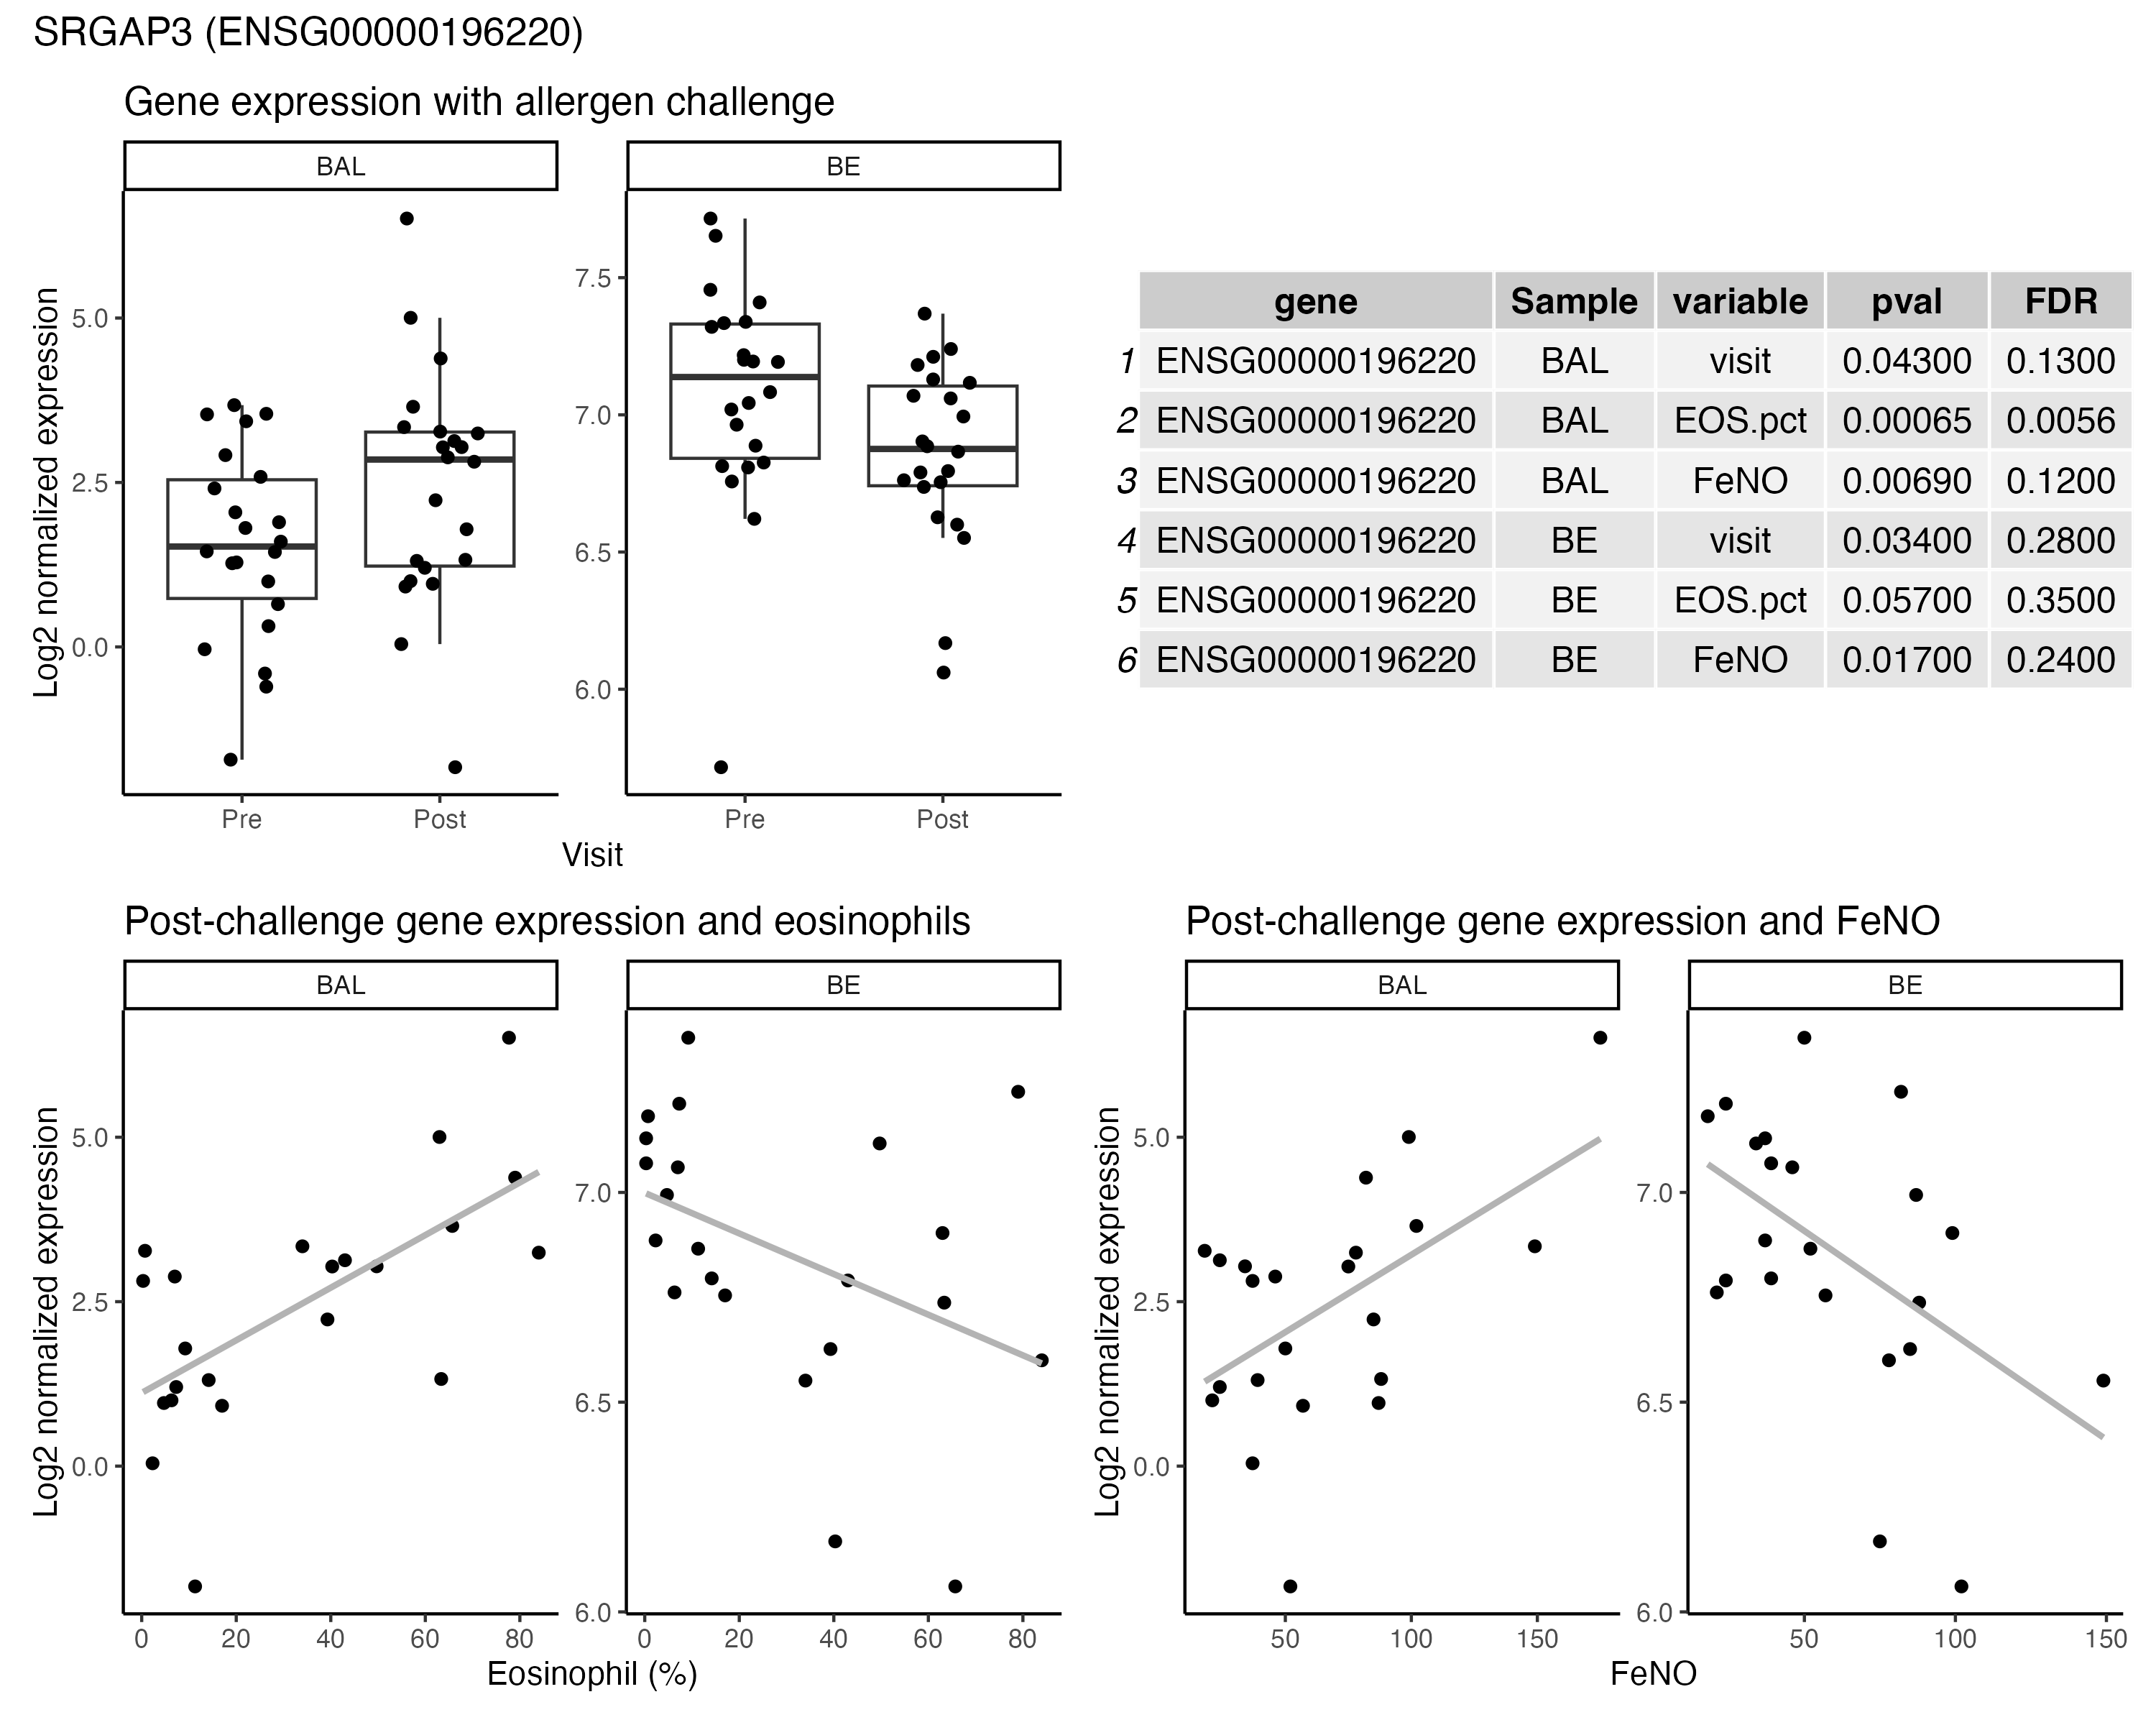 SRGAP3 (ENSG00000196220)
Gene expression with allergen challenge
BAL BE
Log2 normalized expression
5.0
2.5
0.0
7.5
7.0
6.5
6.0
Pre Post Pre Post
Visit
gene Sample variable pval FDR
1 ENSG00000196220 BAL visit 0.04300 0.1300
2 ENSG00000196220 BAL EOS.pct 0.00065 0.0056
3 ENSG00000196220 BAL FeNO 0.00690 0.1200
4 ENSG00000196220 BE visit 0.03400 0.2800
5 ENSG00000196220 BE EOS.pct 0.05700 0.3500
6 ENSG00000196220 BE FeNO 0.01700 0.2400
Post-challenge gene expression and eosinophils
BAL BE
Log2 normalized expression
5.0
2.5
0.0
7.0
6.5
6.0
0 20 40 60 80 0 20 40 60 80
Eosinophil (%)
Post-challenge gene expression and FeNO
BAL BE
Log2 normalized expression
5.0
2.5
0.0
7.0
6.5
6.0
50 100 150 50 100 150
FeNO